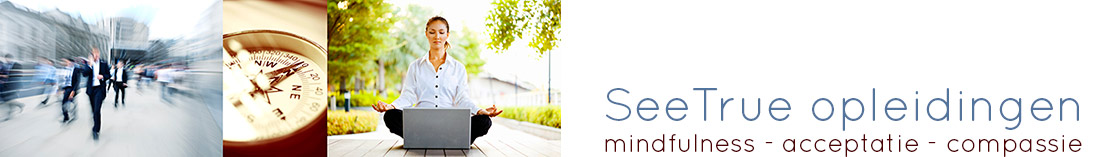 SeeTrue opleidingen
mindfulness - acceptatie - compassie